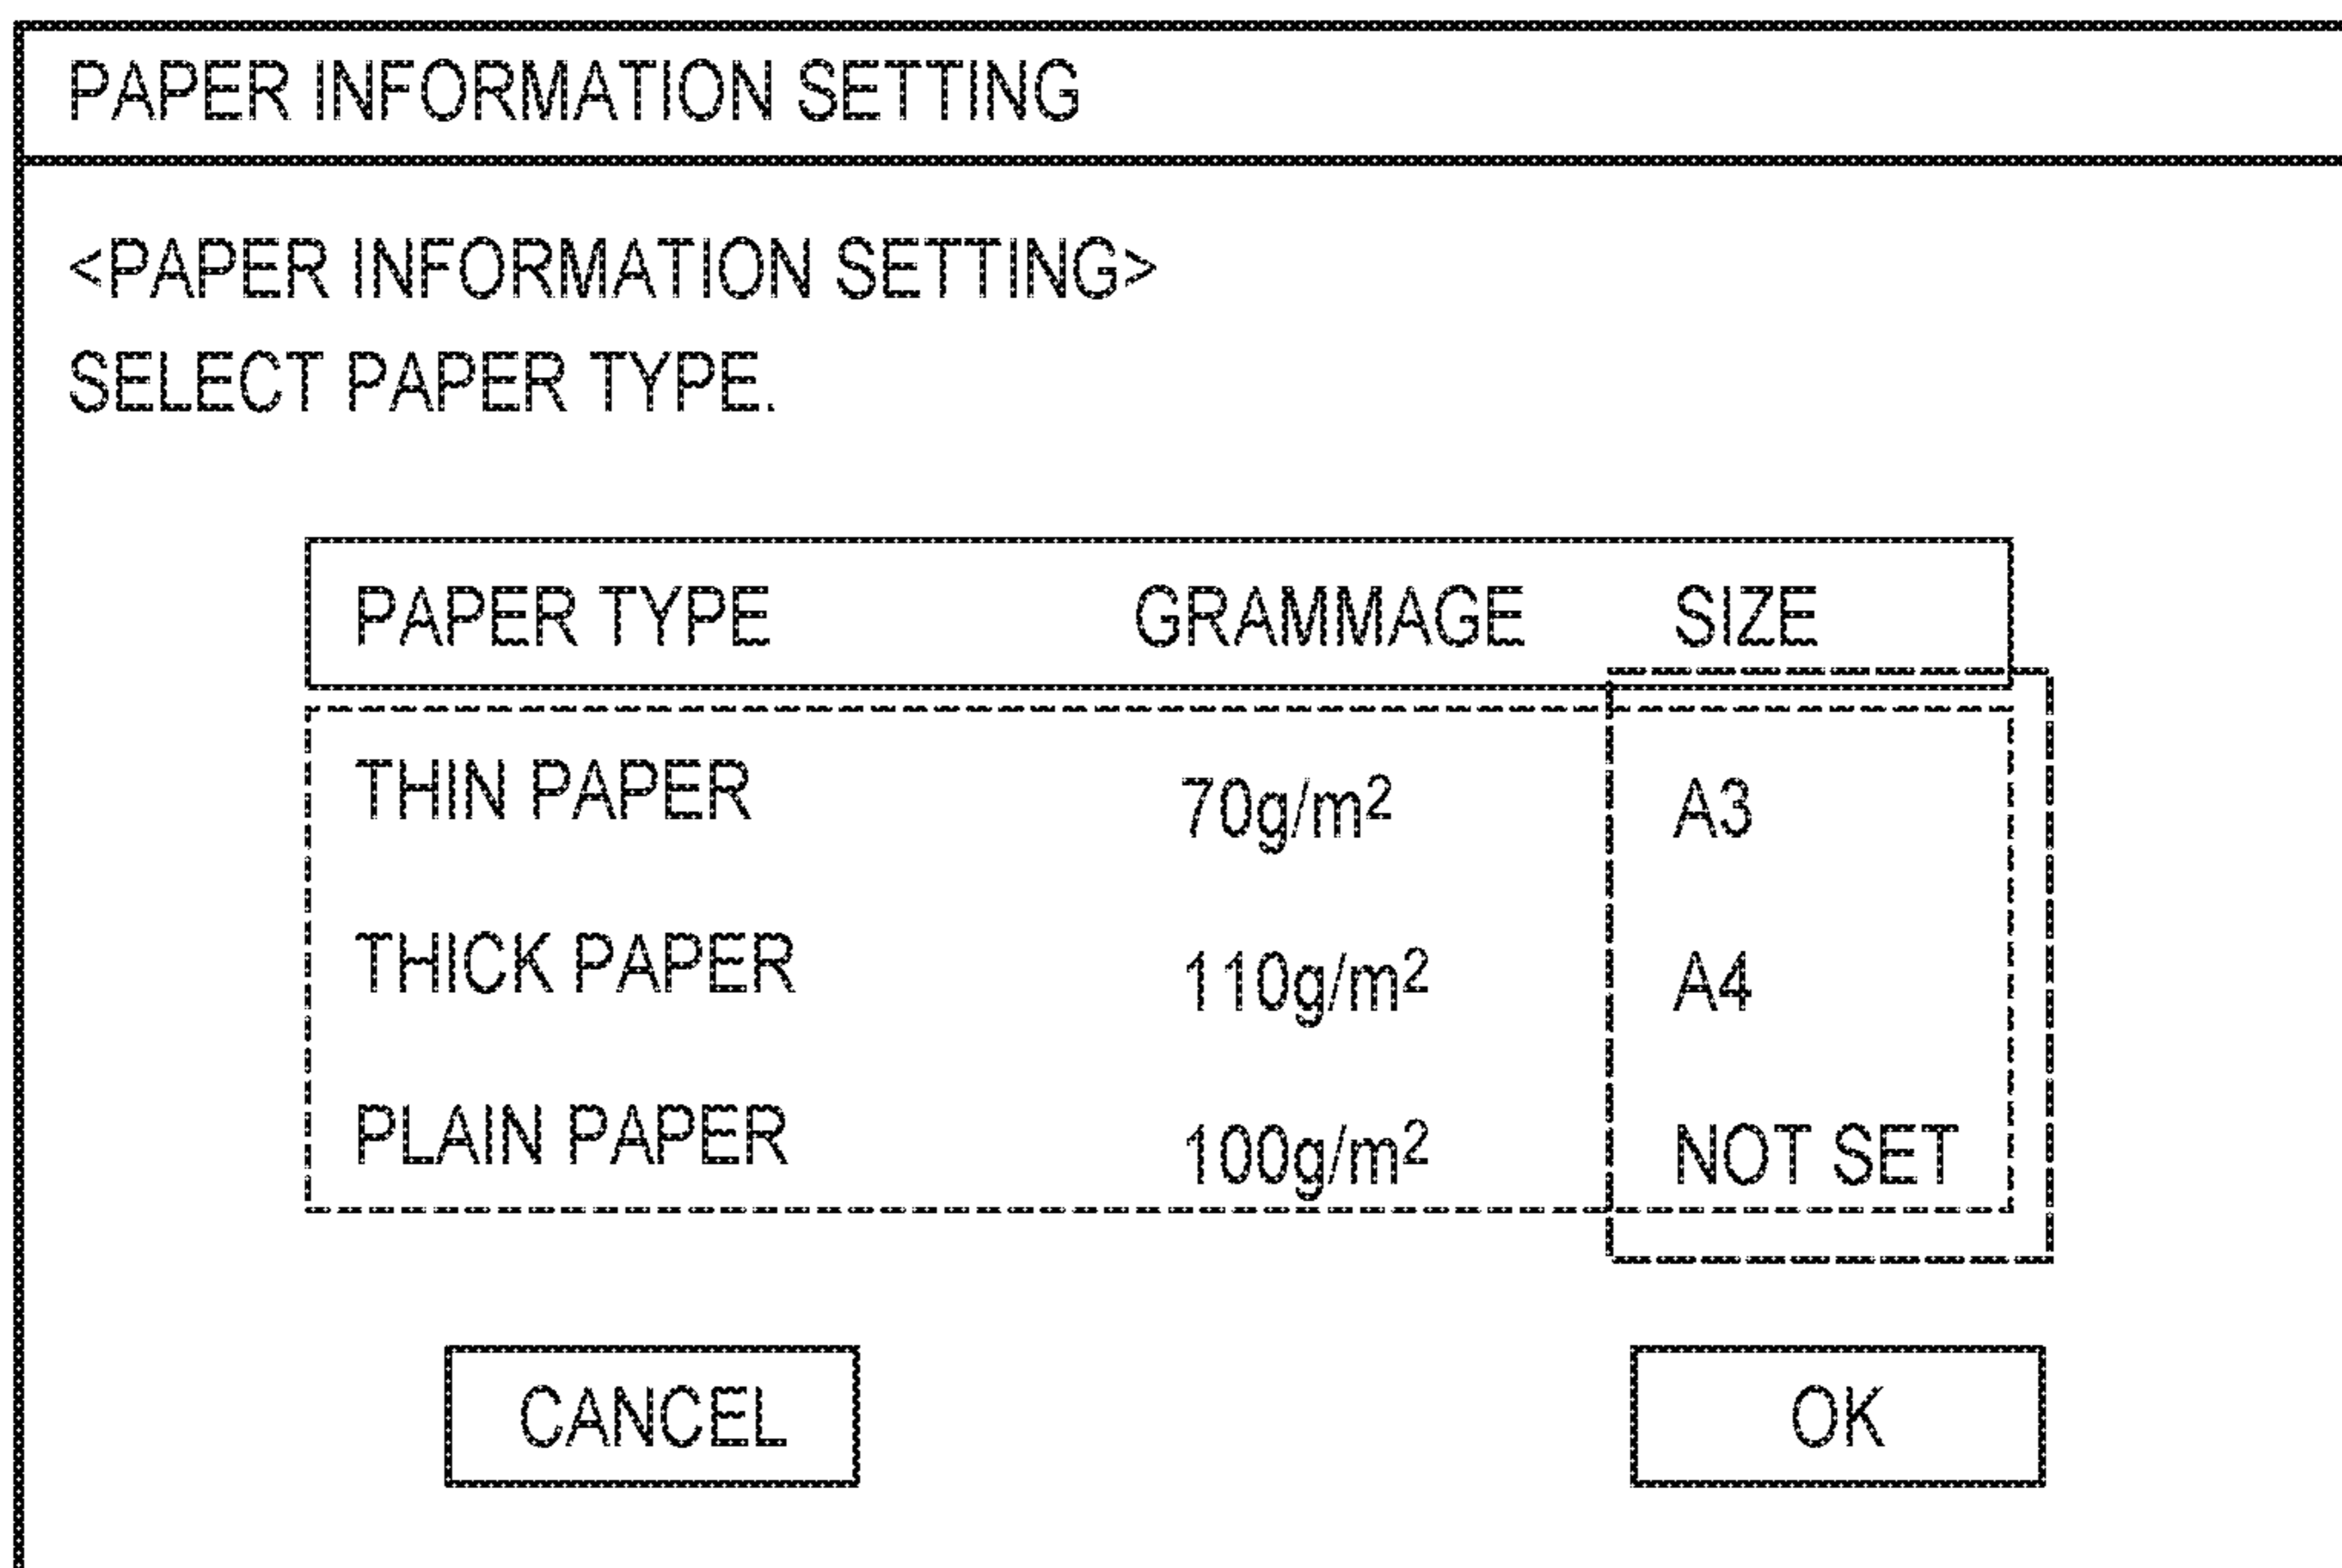 PAPER INFORMATION SETTING
<PAPER INFORMATION SETTING>
SELECT PAPER TYPE.
PAPER TYPE GRAMMAGE SIZE
THIN PAPER 70g/m² A3
THICK PAPER 110g/m² A4
PLAIN PAPER 100g/m² NOT SET
CANCEL OK